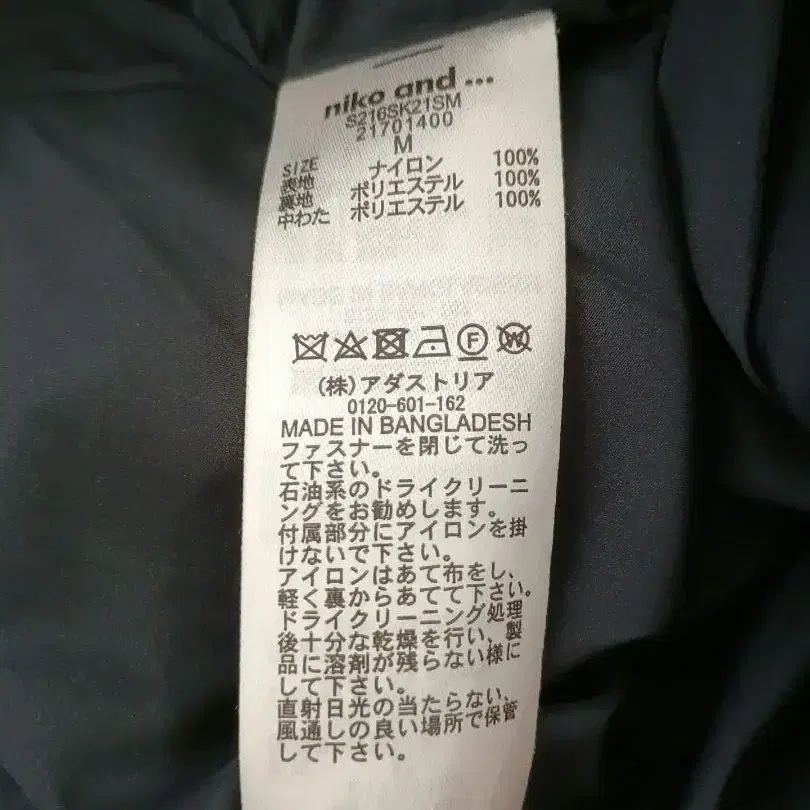 niko and ...
S216SK21SM
21701400
SIZE M
表地 ナイロン 100%
裏地 ポリエステル 100%
中わた ポリエステル 100%
F W
(株)アダストリア
0120-601-162
MADE IN BANGLADESH
ファスナーを閉じて洗っ
て下さい。
石油系のドライクリーニ
ングをお勧めします。
付属部分にアイロンを掛
けないで下さい。
アイロンはあて布をし、
軽く裏からあてて下さい。
ドライクリーニング処理
後十分な乾燥を行い、製
品に溶剤が残らない様に
して下さい。
直射日光の当たらない、
風通しの良い場所で保管
して下さい。